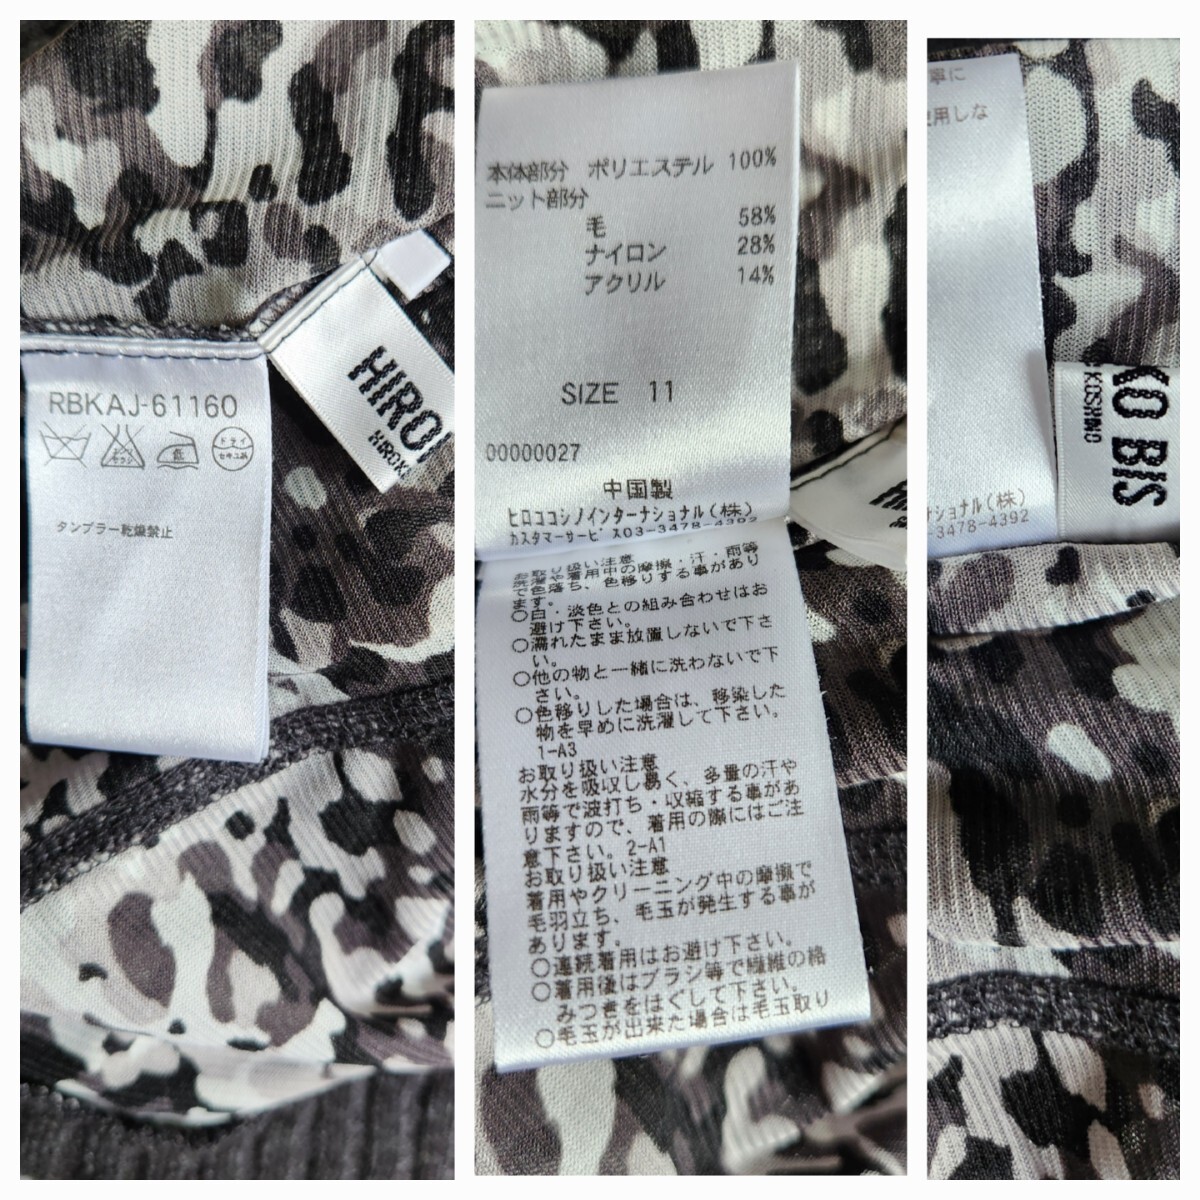 RBKAJ-61160
ドライ
セキユ系
タンブラー乾燥禁止
本体部分 ポリエステル 100%
ニット部分
毛 58%
ナイロン 28%
アクリル 14%
SIZE 11
00000027
中国製
ヒロココシノインターナショナル(株)
カスタマーサービス03-3478-4392
お取り扱い注意
洗濯や着用中の摩擦・汗・雨等
で色落ち、色移りする事があり
ます。
○白・淡色との組み合わせはお
避け下さい。
○濡れたまま放置しないで下さ
い。
○他の物と一緒に洗わないで下
さい。
○色移りした場合は、移染した
物を早めに洗濯して下さい。
1-A3
お取り扱い注意
水分を吸収し易く、多量の汗や
雨等で波打ち・収縮する事があ
りますので、着用の際にはご注
意下さい。2-A1
お取り扱い注意
着用やクリーニング中の摩擦で
毛羽立ち、毛玉が発生する事が
あります。
○連続着用はお避け下さい。
○着用後はブラシ等で繊維の絡
みつきをはぐして下さい。
○毛玉が出来た場合は毛玉取り
寧に
使用しな
ナショナル(株)
-3478-4392
KO BIS
KOSHINO